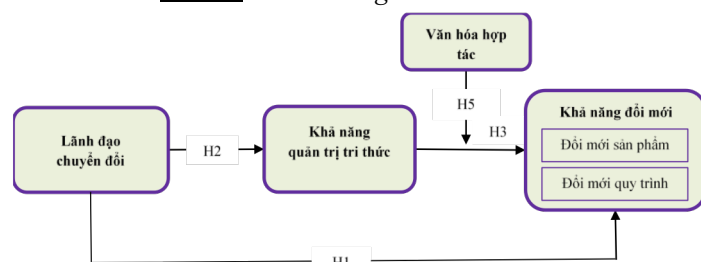 Văn hóa hợp
tác
H5
Khả năng đổi mới
Lãnh đạo
chuyển đổi
H2
Khả năng
quản trị tri thức
H3
Đổi mới sản phẩm
Đổi mới quy trình
H1